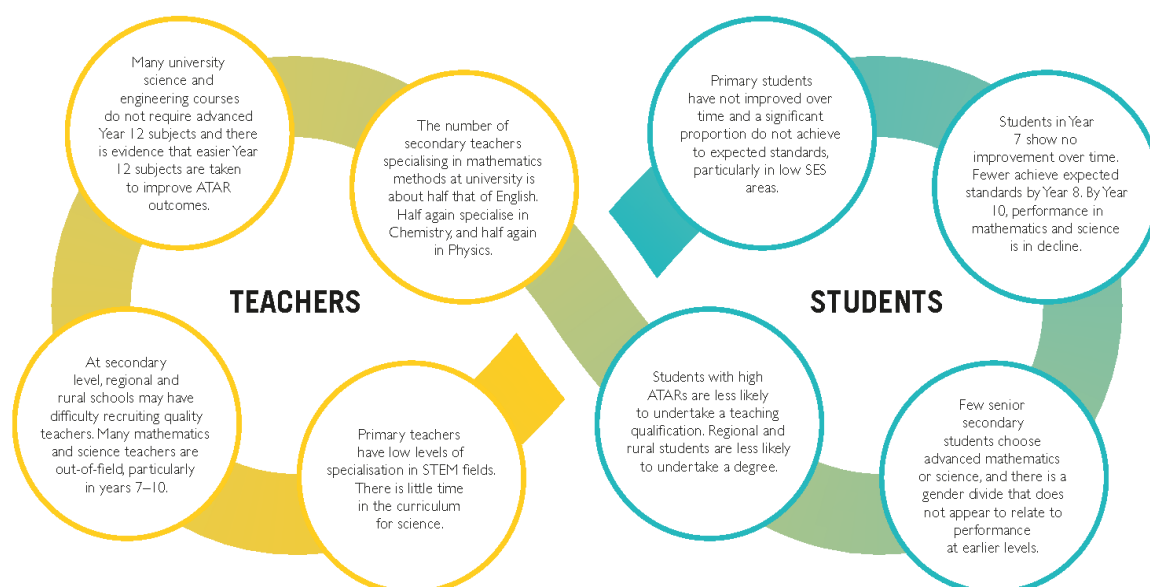 Many university
science and
engineering courses
do not require advanced
Year 12 subjects and there
is evidence that easier Year
12 subjects are taken
to improve ATAR
outcomes.
The number of
secondary teachers
specialising in mathematics
methods at university is
about half that of English.
Half again specialise in
Chemistry, and half again
in Physics.
TEACHERS
At secondary
level, regional and
rural schools may have
difficulty recruiting quality
teachers. Many mathematics
and science teachers are
out-of-field, particularly
in years 7–10.
Primary teachers
have low levels of
specialisation in STEM fields.
There is little time
in the curriculum
for science.
Primary students
have not improved over
time and a significant
proportion do not achieve
to expected standards,
particularly in low SES
areas.
Students in Year
7 show no
improvement over time.
Fewer achieve expected
standards by Year 8. By Year
10, performance in
mathematics and science
is in decline.
STUDENTS
Students with high
ATARs are less likely
to undertake a teaching
qualification. Regional and
rural students are less likely
to undertake a degree.
Few senior
secondary
students choose
advanced mathematics
or science, and there is a
gender divide that does
not appear to relate to
performance
at earlier levels.